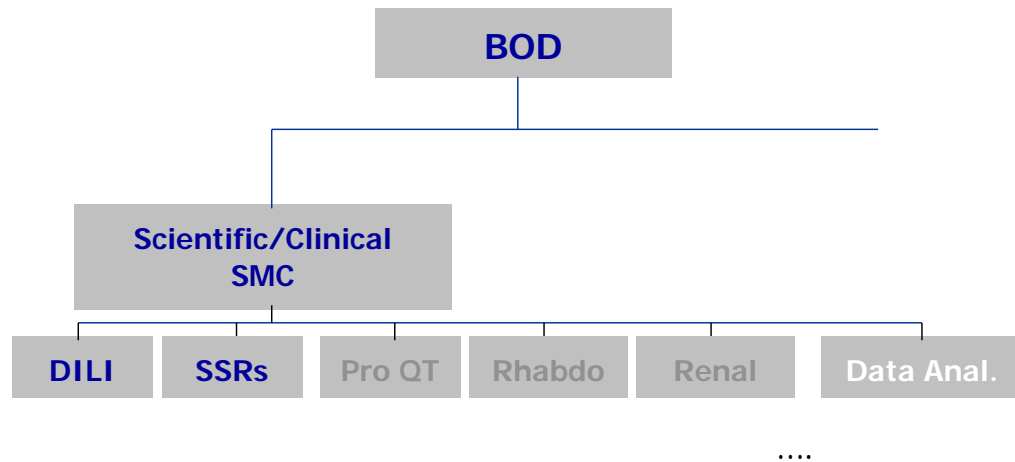 BOD
Scientific/Clinical
SMC
DILI
SSRs
Pro QT
Rhabdo
Renal
Data Anal.
....